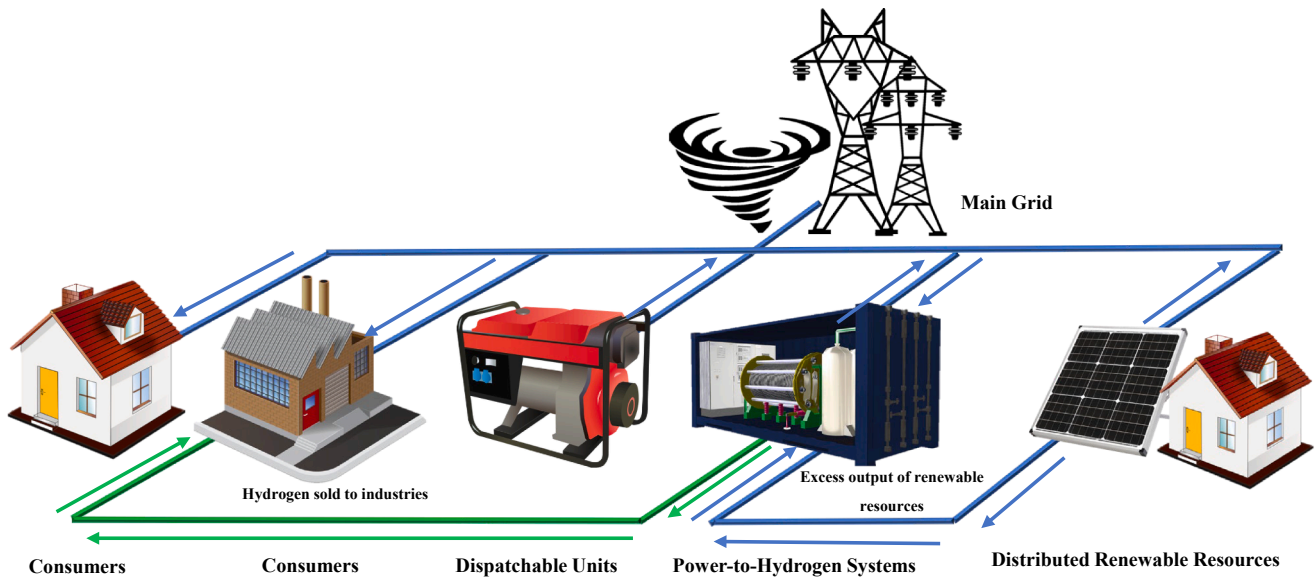 Main Grid
Hydrogen sold to industries
Excess output of renewable
resources
Consumers
Consumers
Dispatchable Units
Power-to-Hydrogen Systems
Distributed Renewable Resources